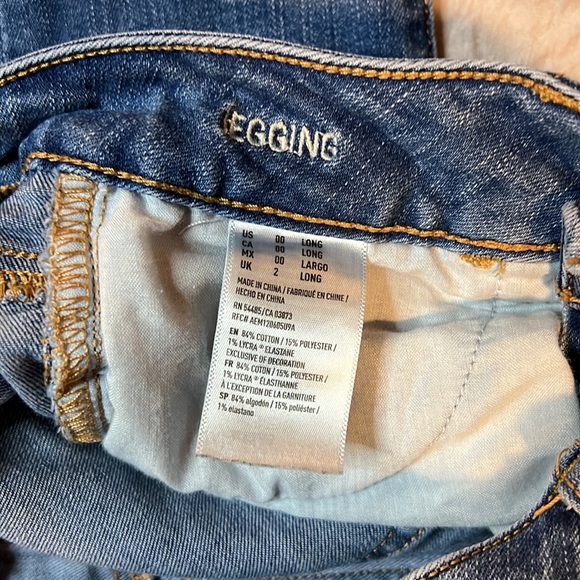 EGGING
US 00 LONG
CA 00 LONG
MX 00 LARGO
UK 2 LONG
MADE IN CHINA / FABRIQUÉ EN CHINE /
HECHO EN CHINA
RN 54485/CA 03873
RFC# AEM12060509A
EN 84% COTTON / 15% POLYESTER /
1% LYCRA ® ELASTANE
EXCLUSIVE OF DECORATION
FR 84% COTON / 15% POLYESTER /
1% LYCRA ® ÉLASTHANNE
À L'EXCEPTION DE LA GARNITURE
SP 84% algodón / 15% poliéster /
1% elastano